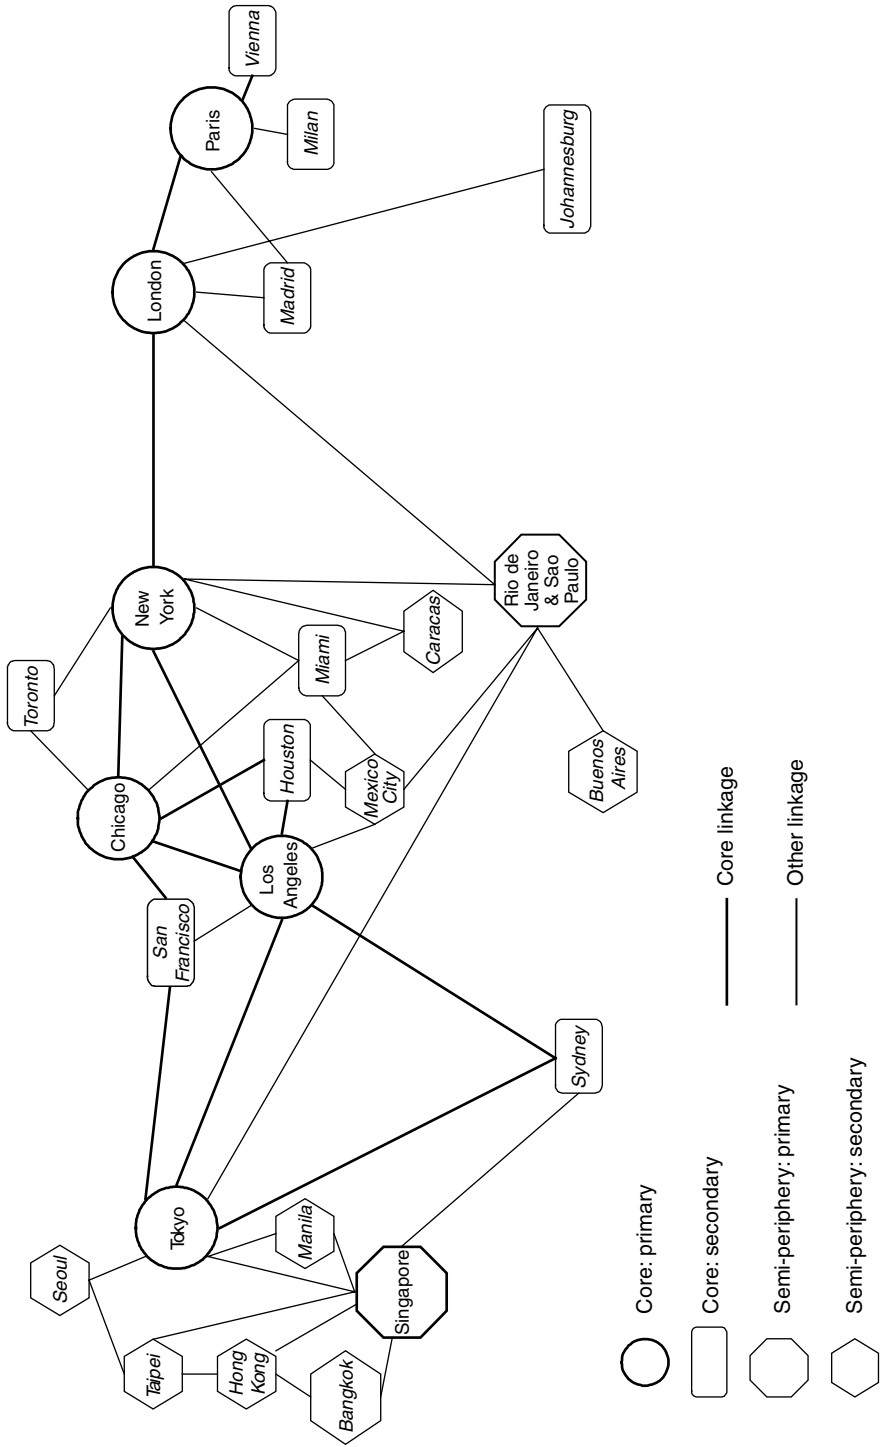 Seoul
Taipei
Hong
Kong
Bangkok
Tokyo
Manila
Singapore
San
Francisco
Chicago
Toronto
Los
Angeles
Houston
Mexico
City
Miami
New
York
Caracas
Sydney
Buenos
Aires
Rio de
Janeiro
& Sao
Paulo
London
Madrid
Paris
Vienna
Milan
Johannesburg
Core: primary
Core: secondary
Semi-periphery: primary
Semi-periphery: secondary
Core linkage
Other linkage